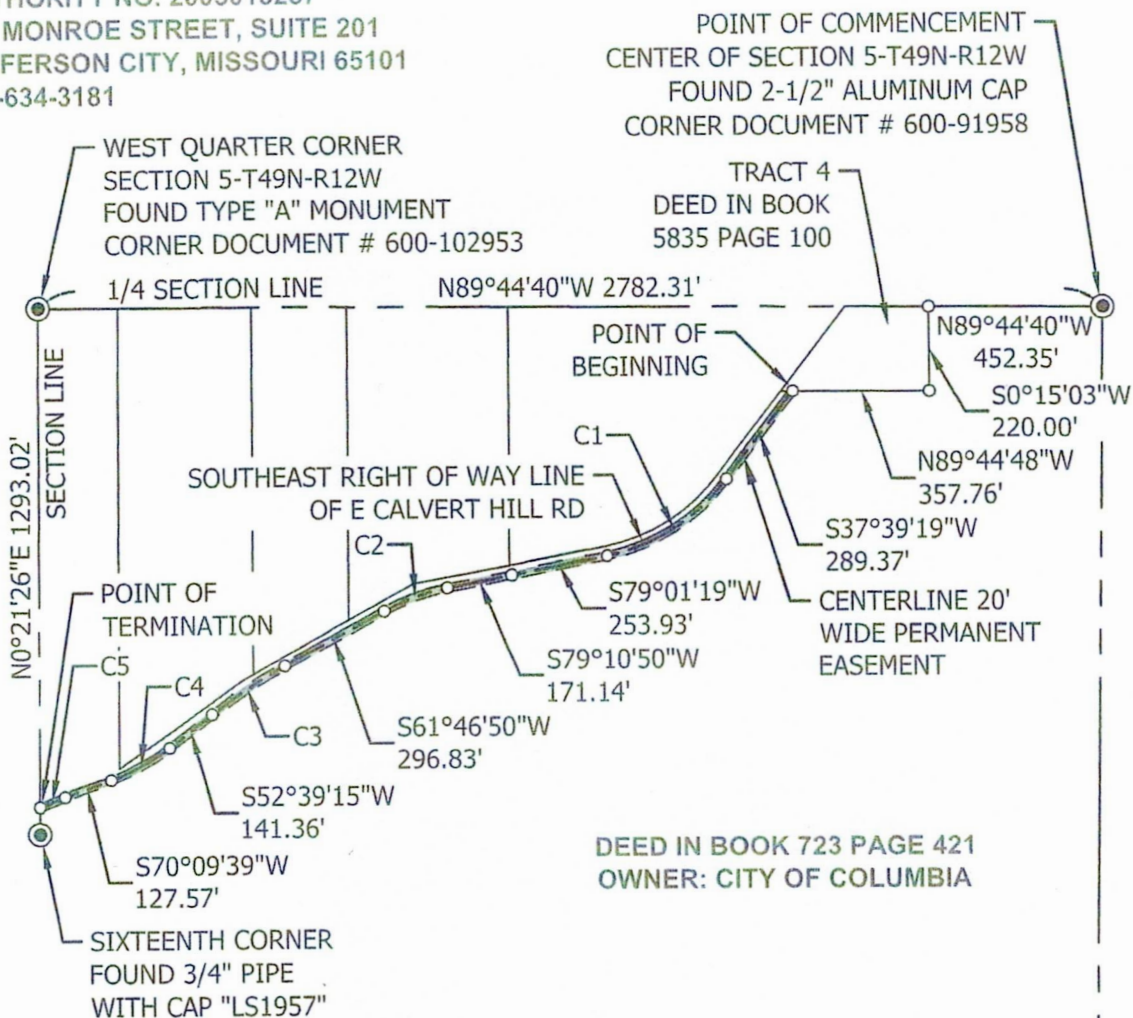 MONROE STREET, SUITE 201
FERSON CITY, MISSOURI 65101
-634-3181
POINT OF COMMENCEMENT
CENTER OF SECTION 5-T49N-R12W
FOUND 2-1/2" ALUMINUM CAP
CORNER DOCUMENT # 600-91958
WEST QUARTER CORNER
SECTION 5-T49N-R12W
FOUND TYPE "A" MONUMENT
CORNER DOCUMENT # 600-102953
TRACT 4
DEED IN BOOK
5835 PAGE 100
1/4 SECTION LINE
N89°44'40"W 2782.31'
POINT OF
BEGINNING
N89°44'40"W
452.35'
S0°15'03"W
220.00'
N89°44'48"W
357.76'
SECTION LINE
N0°21'26"E 1293.02'
C1
SOUTHEAST RIGHT OF WAY LINE
OF E CALVERT HILL RD
S37°39'19"W
289.37'
C2
CENTERLINE 20'
WIDE PERMANENT
EASEMENT
S79°01'19"W
253.93'
POINT OF
TERMINATION
S79°10'50"W
171.14'
C5
C4
C3
S61°46'50"W
296.83'
S52°39'15"W
141.36'
S70°09'39"W
127.57'
DEED IN BOOK 723 PAGE 421
OWNER: CITY OF COLUMBIA
SIXTEENTH CORNER
FOUND 3/4" PIPE
WITH CAP "LS1957"